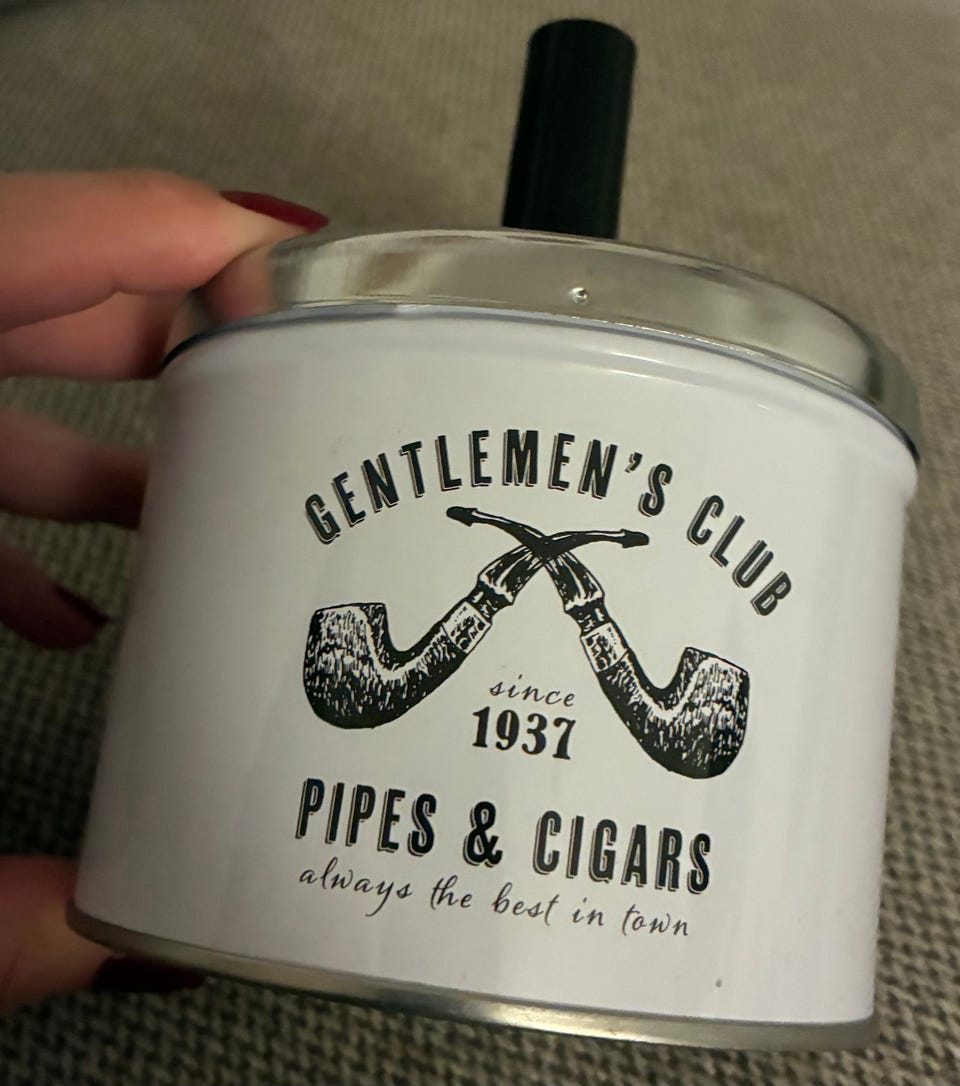 GENTLEMEN'S CLUB
since
1937
PIPES & CIGARS
always the best in town